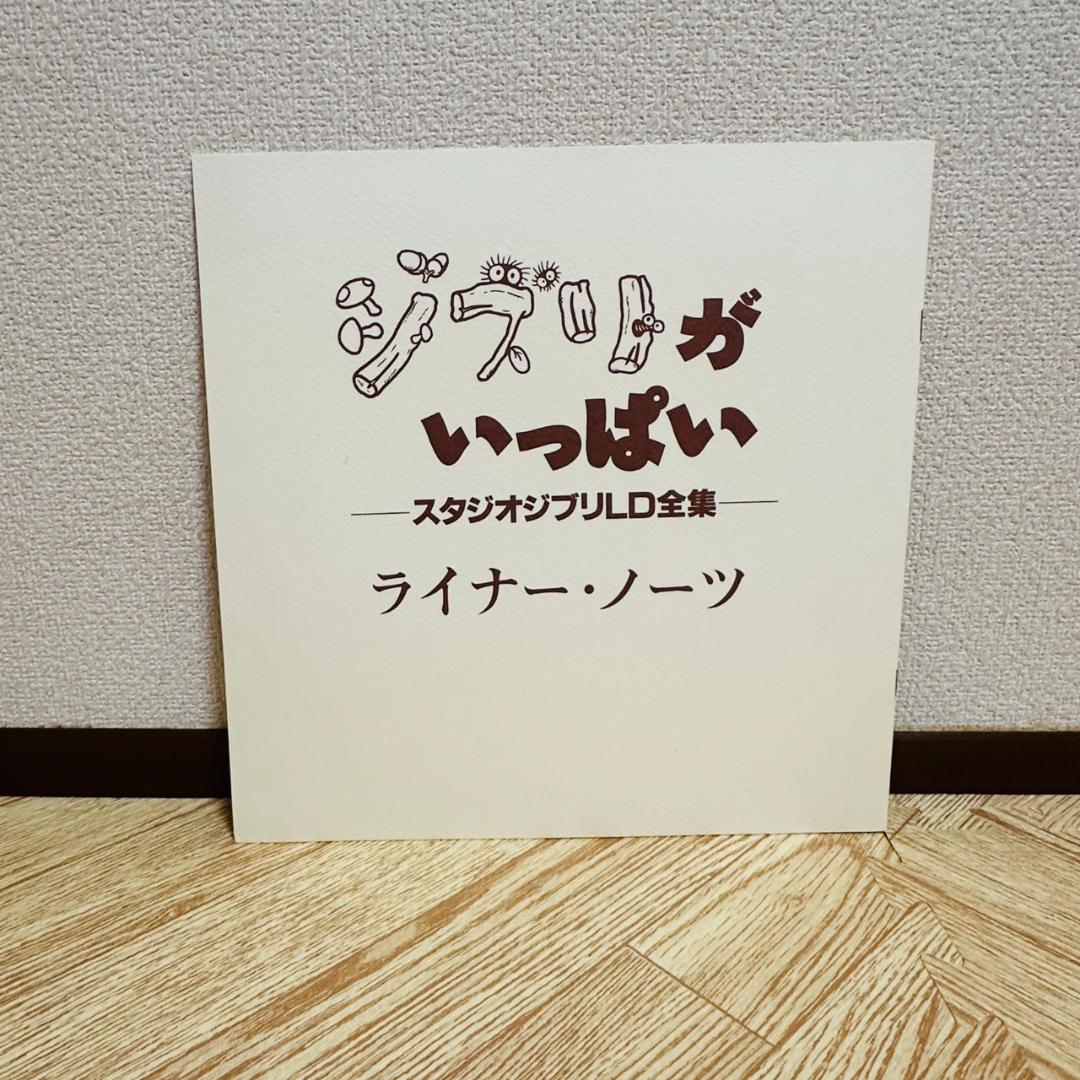 ジブリが
いっぱい
スタジオジブリLD全集
ライナー・ノーツ